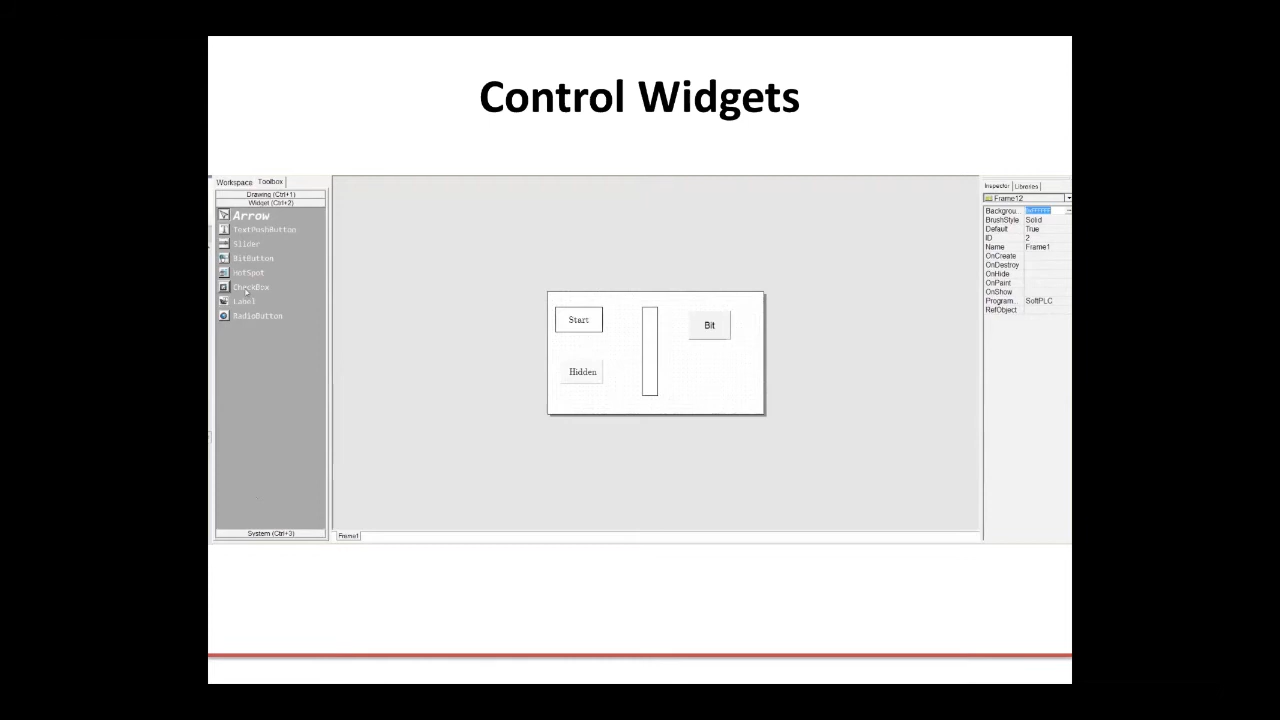 Control Widgets
Workspace Toolbox
Drawing (Ctrl+1)
Widget (Ctrl+2)
Arrow
TextPushButton
Slider
BitButton
HotSpot
CheckBox
Label
RadioButton
System (Ctrl+3)
Start
Hidden
Bit
Frame1
Inspector Libraries
Frame12
Backgrou...
BrushStyle Solid
Default True
ID 2
Name Frame1
OnCreate
OnDestroy
OnHide
OnPaint
OnShow
Program... SoftPLC
RefObject